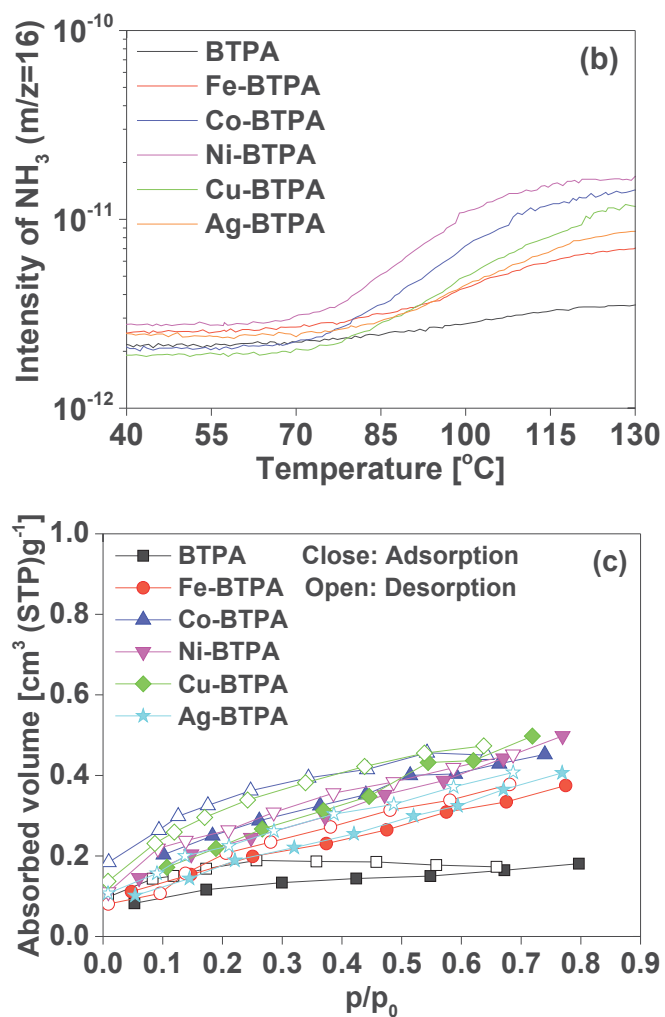 10⁻¹⁰
(b)
BTPA
Fe-BTPA
Co-BTPA
Ni-BTPA
Cu-BTPA
Ag-BTPA
10⁻¹¹
10⁻¹²
Intensity of NH₃ (m/z=16)
40 55 70 85 100 115 130
Temperature [°C]
1.0
(c)
BTPA Close: Adsorption
Fe-BTPA Open: Desorption
Co-BTPA
Ni-BTPA
Cu-BTPA
Ag-BTPA
0.8
0.6
0.4
0.2
0.0
Absorbed volume [cm³ (STP)g⁻¹]
0.0 0.1 0.2 0.3 0.4 0.5 0.6 0.7 0.8 0.9
p/p₀